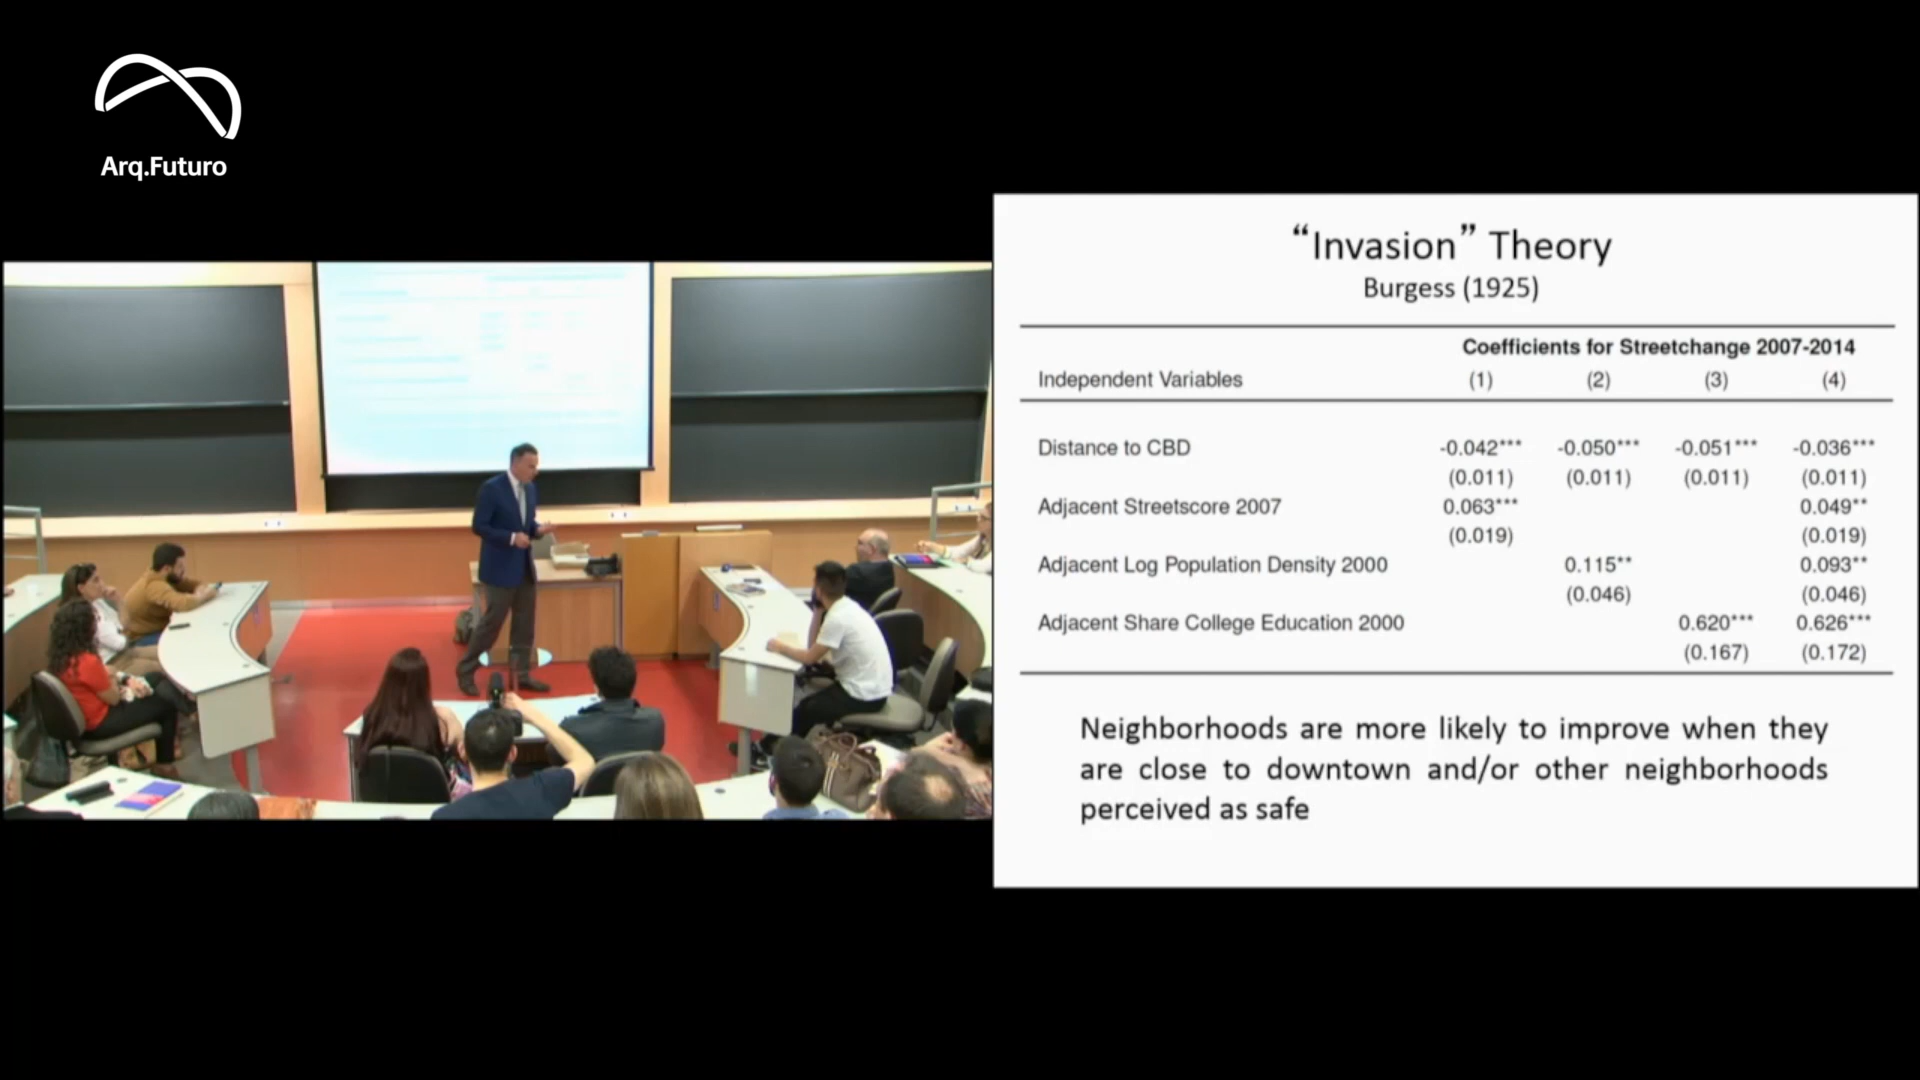 Arq.Futuro
“Invasion” Theory
Burgess (1925)
Coefficients for Streetchange 2007-2014
Independent Variables (1) (2) (3) (4)
Distance to CBD -0.042*** -0.050*** -0.051*** -0.036***
(0.011) (0.011) (0.011) (0.011)
Adjacent Streetscore 2007 0.063*** 0.049**
(0.019) (0.019)
Adjacent Log Population Density 2000 0.115** 0.093**
(0.046) (0.046)
Adjacent Share College Education 2000 0.620*** 0.626***
(0.167) (0.172)
Neighborhoods are more likely to improve when they
are close to downtown and/or other neighborhoods
perceived as safe